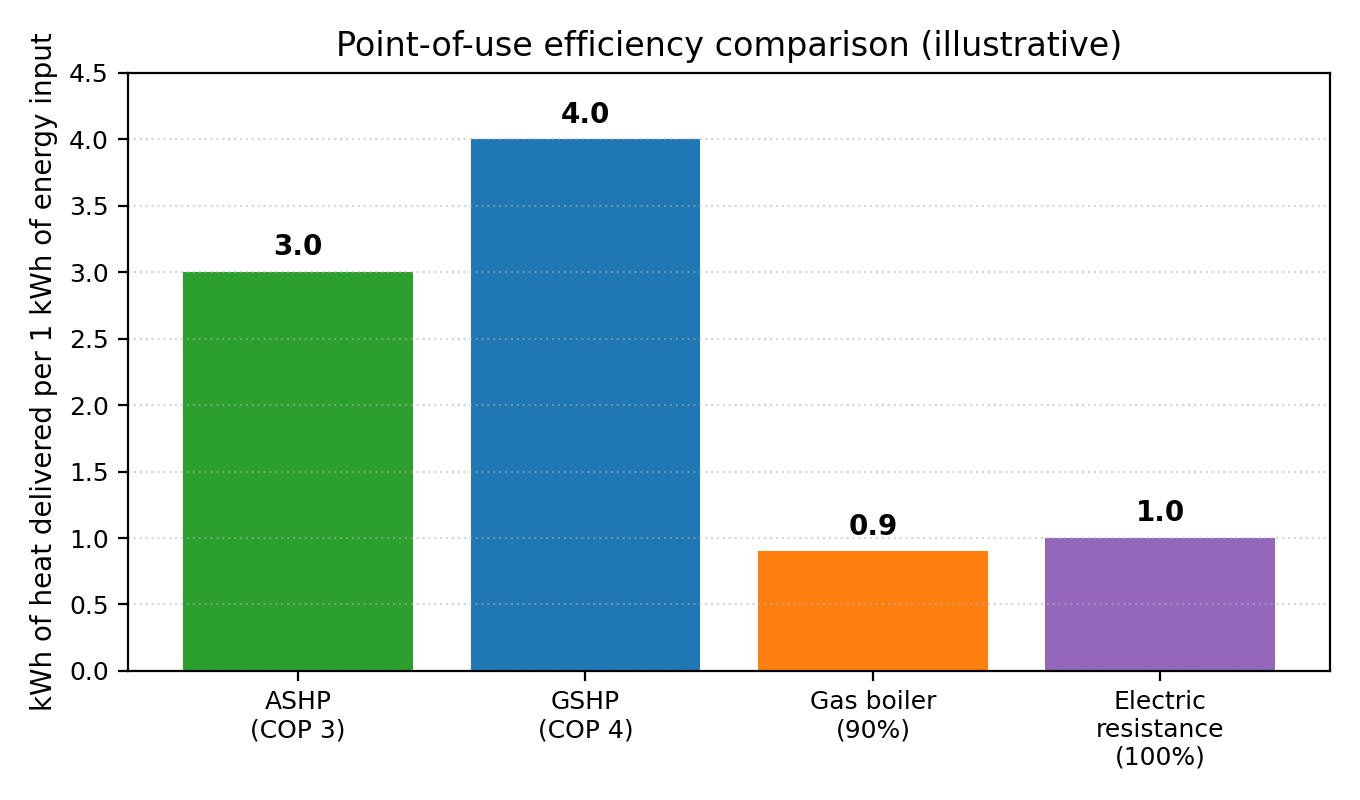 Point-of-use efficiency comparison (illustrative)
kWh of heat delivered per 1 kWh of energy input
4.5
4.0
3.5
3.0
2.5
2.0
1.5
1.0
0.5
0.0
3.0
4.0
0.9
1.0
ASHP
(COP 3)
GSHP
(COP 4)
Gas boiler
(90%)
Electric
resistance
(100%)